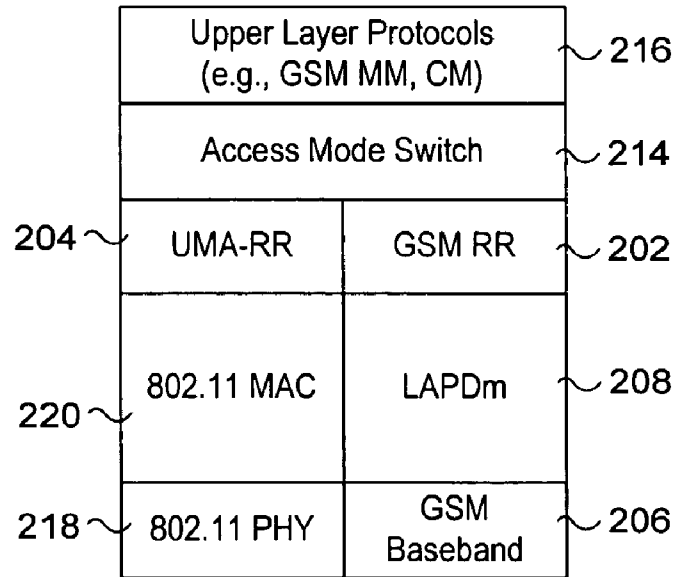 Upper Layer Protocols
(e.g., GSM MM, CM)
216
Access Mode Switch
214
204
UMA-RR
GSM RR
202
220
802.11 MAC
LAPDm
208
218
802.11 PHY
GSM
Baseband
206